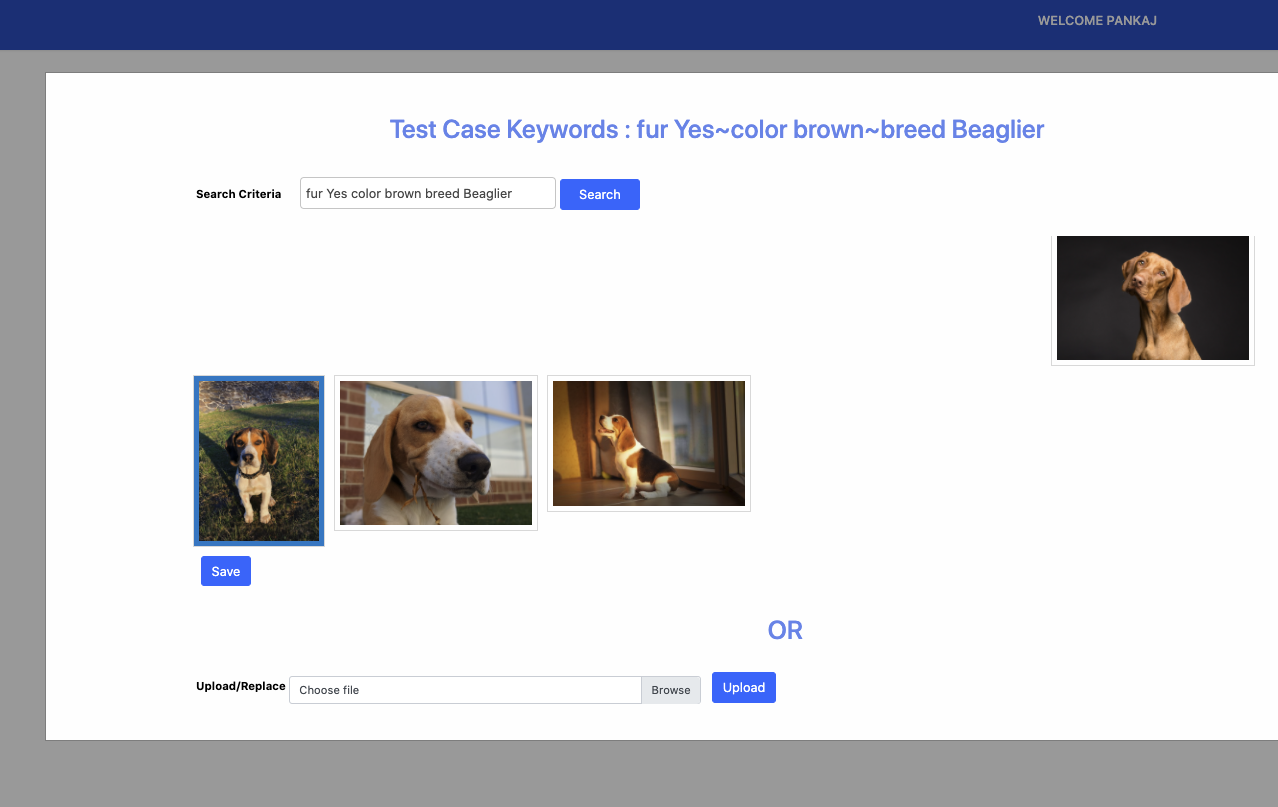 WELCOME PANKAJ
Test Case Keywords : fur Yes~color brown~breed Beaglier
Search Criteria fur Yes color brown breed Beaglier Search
Save
OR
Upload/Replace Choose file Browse Upload